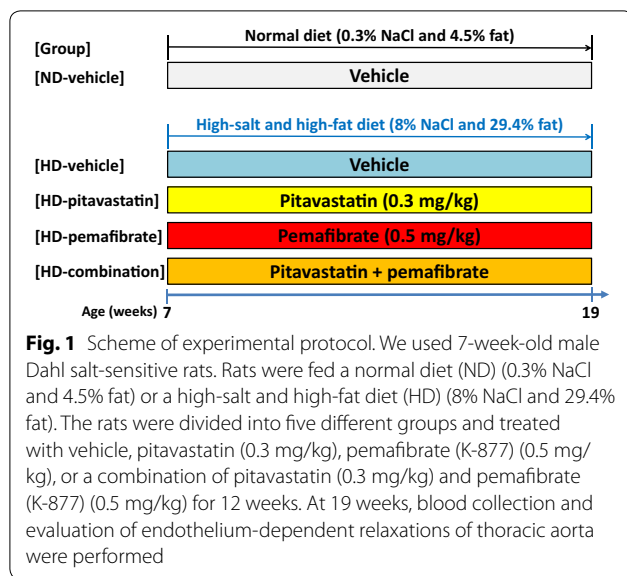 Normal diet (0.3% NaCl and 4.5% fat)
[Group]
[ND-vehicle] Vehicle
High-salt and high-fat diet (8% NaCl and 29.4% fat)
[HD-vehicle] Vehicle
[HD-pitavastatin] Pitavastatin (0.3 mg/kg)
[HD-pemafibrate] Pemafibrate (0.5 mg/kg)
[HD-combination] Pitavastatin + pemafibrate
Age (weeks) 7 19
Fig. 1 Scheme of experimental protocol. We used 7-week-old male
Dahl salt-sensitive rats. Rats were fed a normal diet (ND) (0.3% NaCl
and 4.5% fat) or a high-salt and high-fat diet (HD) (8% NaCl and 29.4%
fat). The rats were divided into five different groups and treated
with vehicle, pitavastatin (0.3 mg/kg), pemafibrate (K-877) (0.5 mg/
kg), or a combination of pitavastatin (0.3 mg/kg) and pemafibrate
(K-877) (0.5 mg/kg) for 12 weeks. At 19 weeks, blood collection and
evaluation of endothelium-dependent relaxations of thoracic aorta
were performed